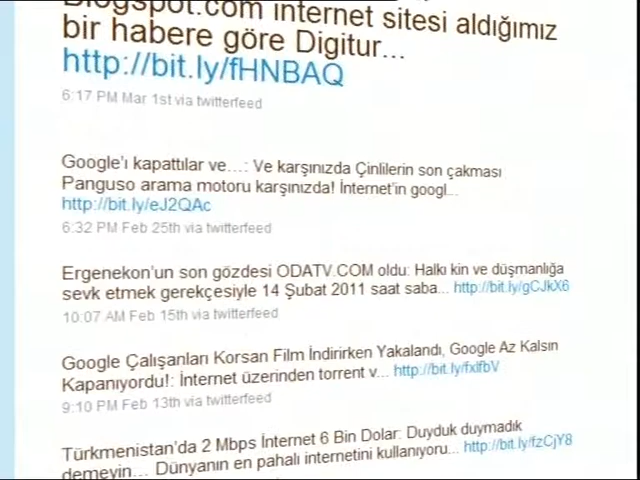 Blogspot.com internet sitesi aldığımız
bir habere göre Digitur...
http://bit.ly/fHNBAQ
6:17 PM Mar 1st via twitterfeed
Google'ı kapattılar ve...: Ve karşınızda Çinlilerin son çakması
Panguso arama motoru karşınızda! İnternet'in googl...
http://bit.ly/eJ2QAc
6:32 PM Feb 25th via twitterfeed
Ergenekon'un son gözdesi ODATV.COM oldu: Halkı kin ve düşmanlığa
sevk etmek gerekçesiyle 14 Şubat 2011 saat saba... http://bit.ly/gCJkX6
10:07 AM Feb 15th via twitterfeed
Google Çalışanları Korsan Film İndirirken Yakalandı, Google Az Kalsın
Kapanıyordu!: İnternet üzerinden torrent v... http://bit.ly/fxlfbV
9:10 PM Feb 13th via twitterfeed
Türkmenistan'da 2 Mbps İnternet 6 Bin Dolar: Duyduk duymadık
demeyin... Dünyanın en pahalı internetini kullanıyoru... http://bit.ly/fzCjY8